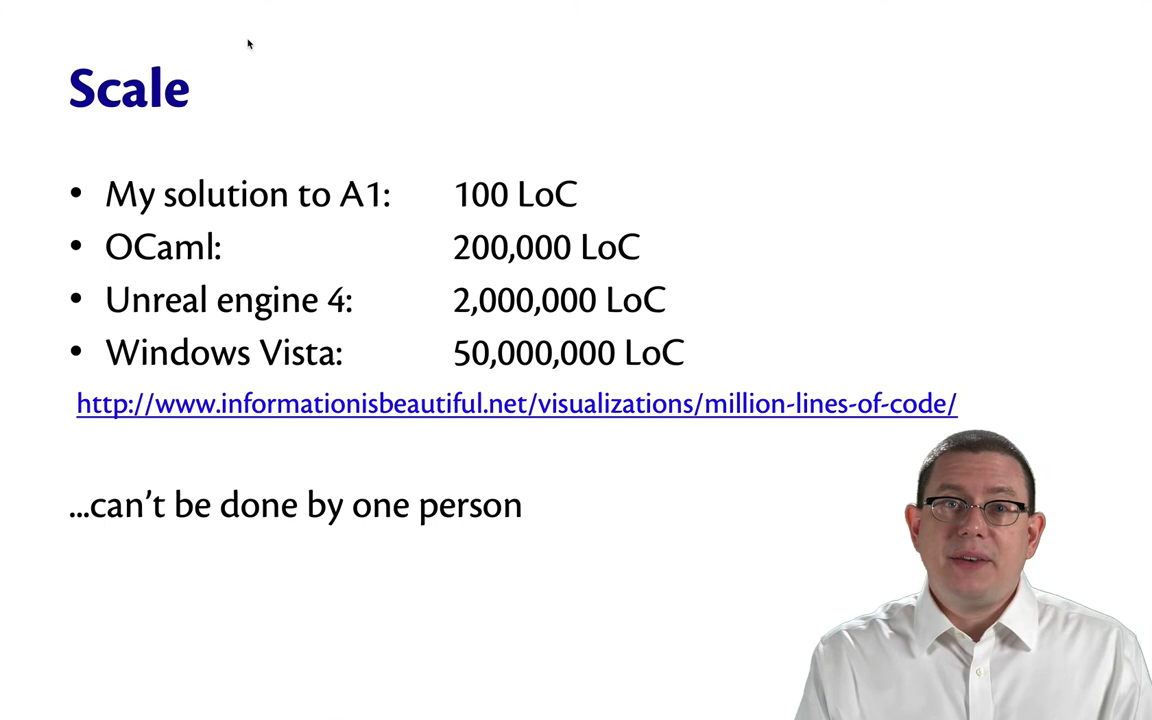 Scale
• My solution to A1: 100 LoC
• OCaml: 200,000 LoC
• Unreal engine 4: 2,000,000 LoC
• Windows Vista: 50,000,000 LoC
http://www.informationisbeautiful.net/visualizations/million-lines-of-code/
...can’t be done by one person